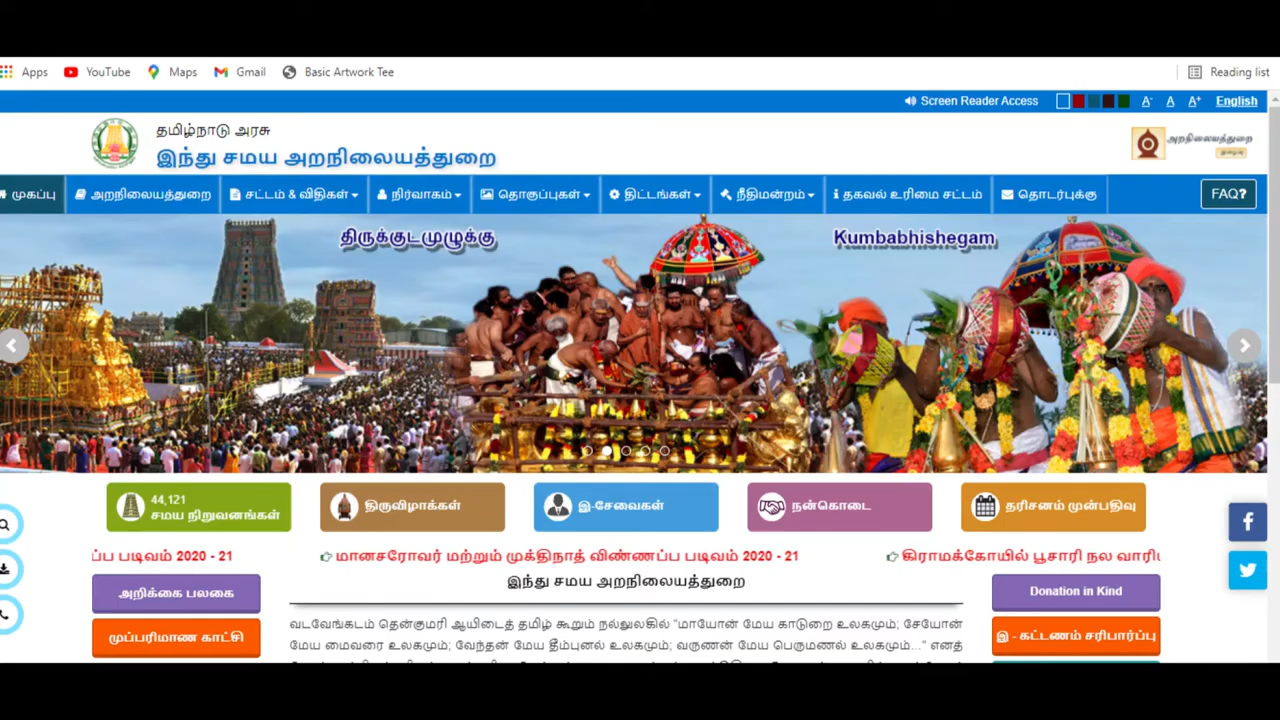 Apps YouTube Maps Gmail Basic Artwork Tee Reading list
Screen Reader Access A- A A+ English
தமிழ்நாடு அரசு
இந்து சமய அறநிலையத்துறை
அறநிலையத்துறை
முகப்பு அறநிலையத்துறை சட்டம் & விதிகள் நிர்வாகம் தொகுப்புகள் திட்டங்கள் நீதிமன்றம் தகவல் உரிமை சட்டம் தொடர்புக்கு FAQ?
திருக்குடமுழுக்கு Kumbabhishegam
44,121
சமய நிறுவனங்கள் திருவிழாக்கள் இ-சேவைகள் நன்கொடை தரிசனம் முன்பதிவு
ப்ப படிவம் 2020 - 21 மானசரோவர் மற்றும் முக்திநாத் விண்ணப்ப படிவம் 2020 - 21 கிராமக்கோயில் பூசாரி நல
இந்து சமய அறநிலையத்துறை
அறிக்கை பலகை Donation in Kind
முப்பரிமாண காட்சி இ - கட்டணம் சரிபார்ப்பு
வடவேங்கடம் தென்குமரி ஆயிடைத் தமிழ் கூறும் நல்லுலகில் "மாயோன் மேய காடுறை உலகமும்; சேயோன்
மேய மைவரை உலகமும்; வேந்தன் மேய தீம்புனல் உலகமும்; வருணன் மேய பெருமணல் உலகமும்..." எனத்